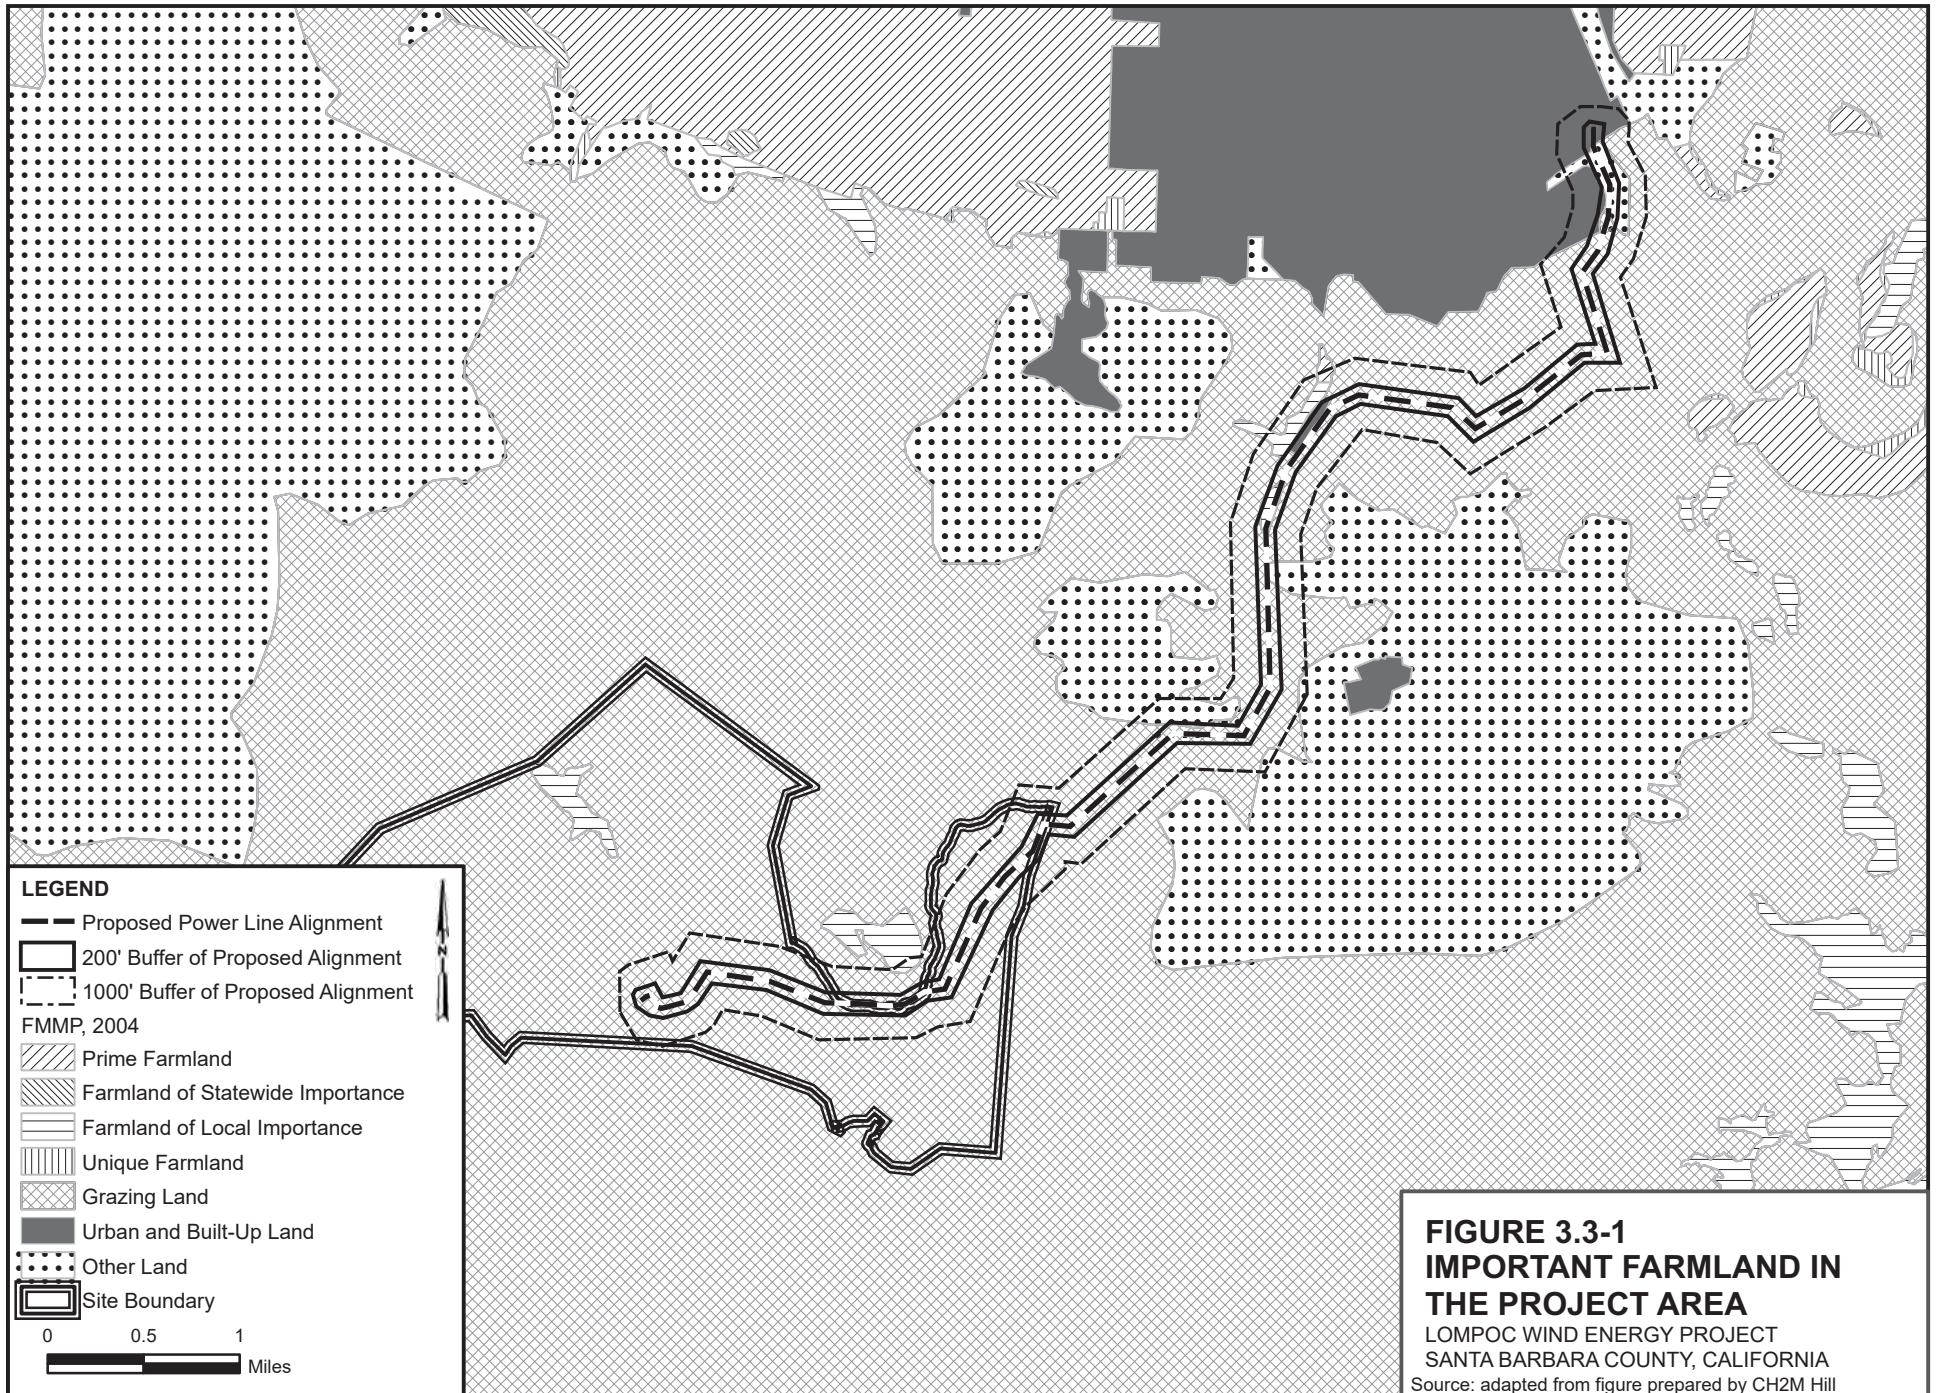 LEGEND
Proposed Power Line Alignment
200' Buffer of Proposed Alignment
1000' Buffer of Proposed Alignment
N
FMMP, 2004
Prime Farmland
Farmland of Statewide Importance
Farmland of Local Importance
Unique Farmland
Grazing Land
Urban and Built-Up Land
Other Land
Site Boundary
0 0.5 1
Miles
FIGURE 3.3-1
IMPORTANT FARMLAND IN
THE PROJECT AREA
LOMPOC WIND ENERGY PROJECT
SANTA BARBARA COUNTY, CALIFORNIA
Source: adapted from figure prepared by CH2M Hill